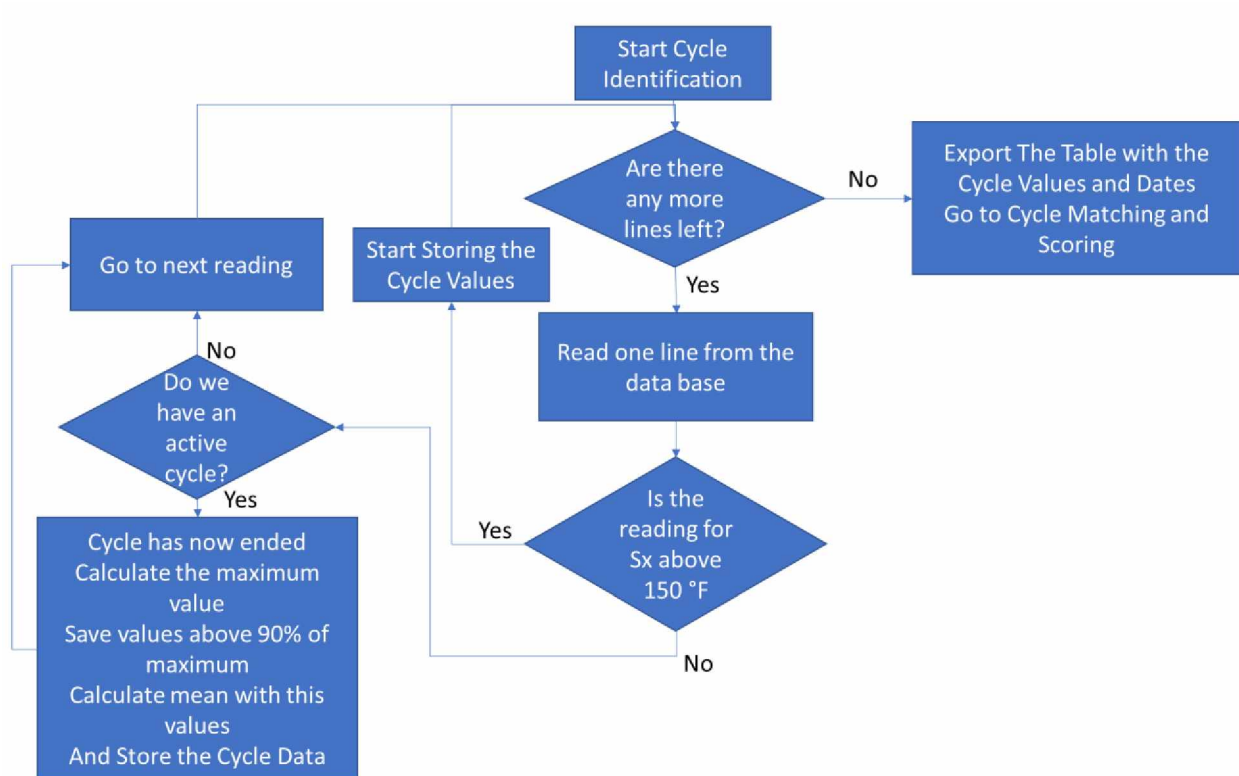 Start Cycle
Identification
Are there
any more
lines left?
No
Export The Table with the
Cycle Values and Dates
Go to Cycle Matching and
Scoring
Yes
Read one line from the
data base
Is the
reading for
Sx above
150 °F
Yes
Start Storing the
Cycle Values
No
Do we
have an
active
cycle?
No
Go to next reading
Yes
Cycle has now ended
Calculate the maximum
value
Save values above 90% of
maximum
Calculate mean with this
values
And Store the Cycle Data